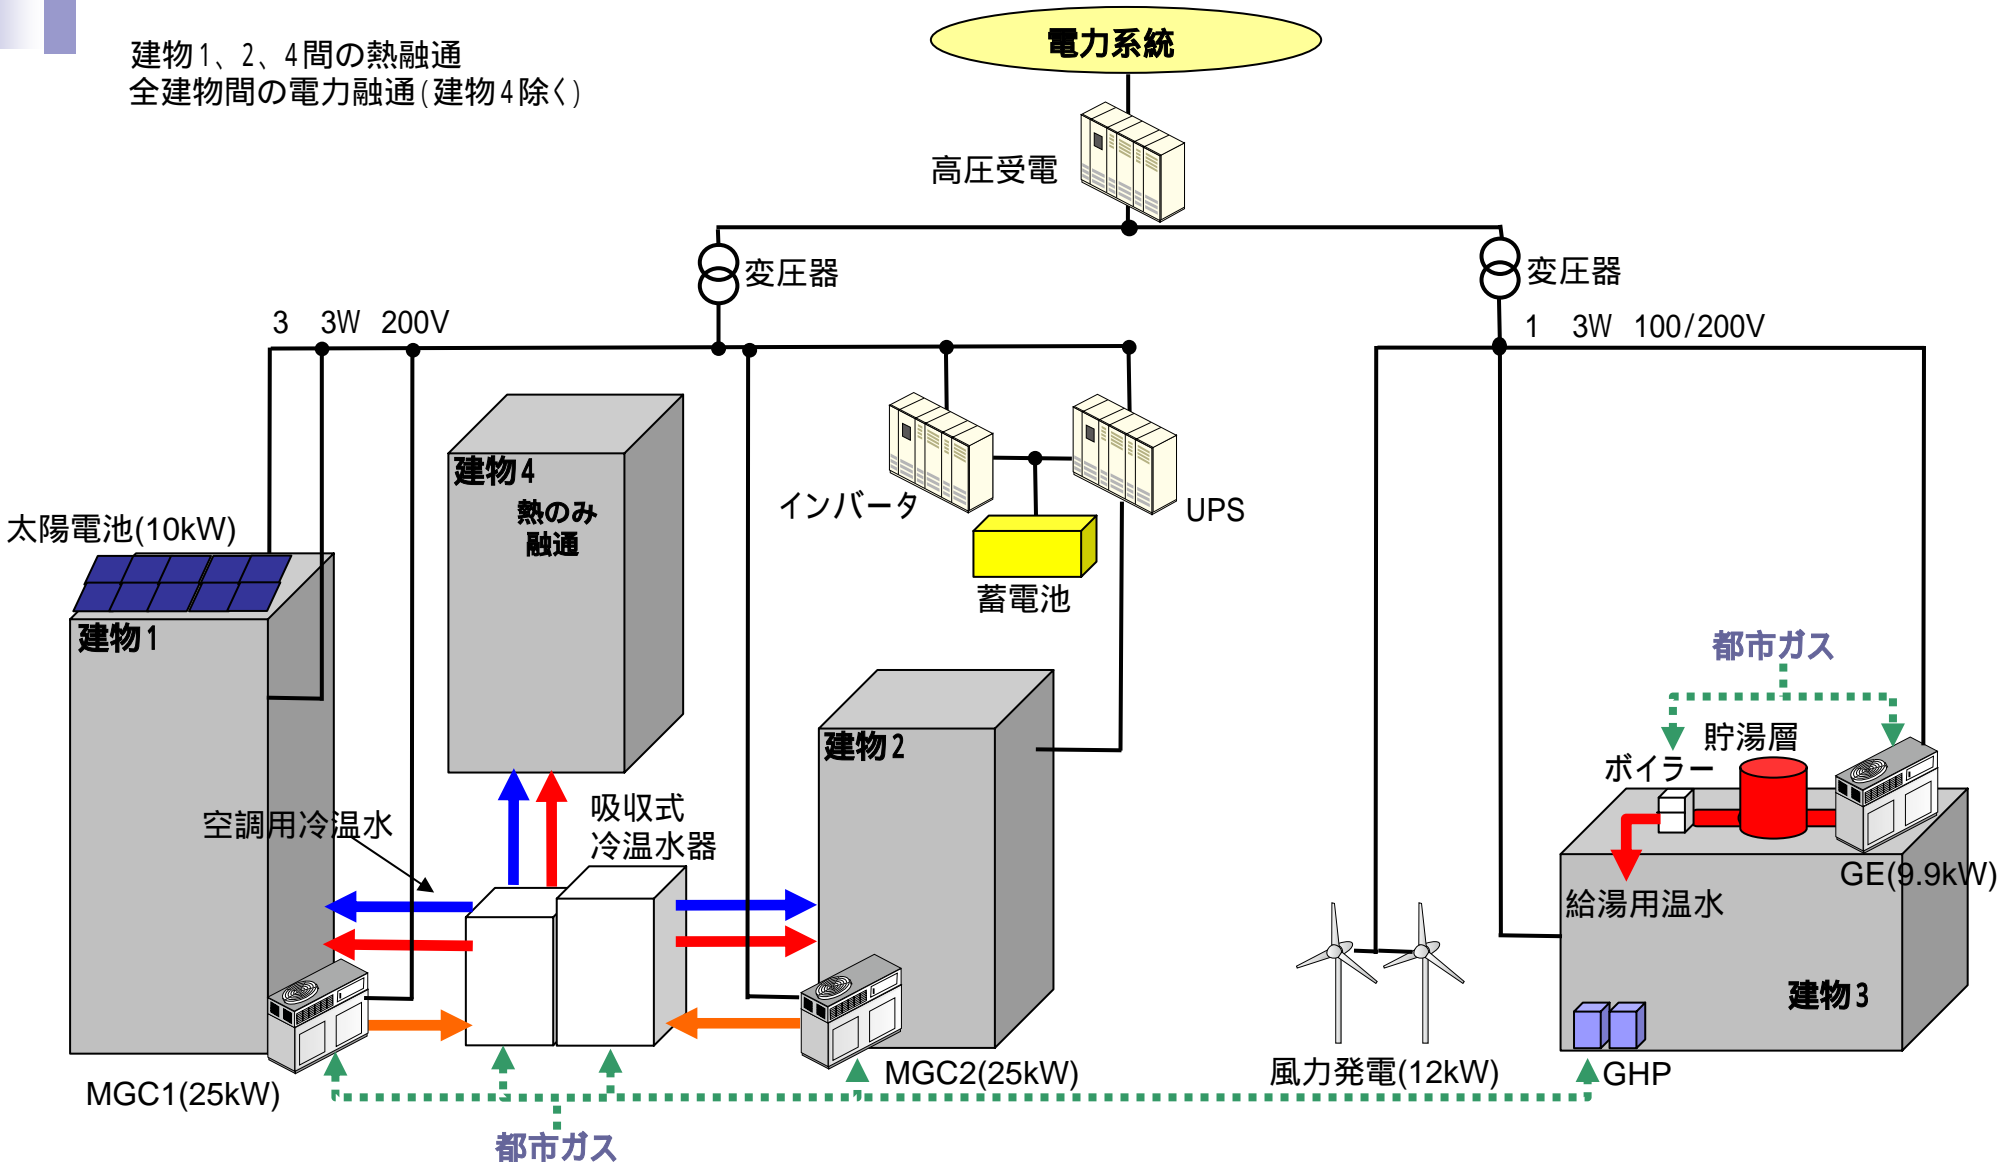 建物1、2、4間の熱融通
全建物間の電力融通(建物4除く)
電力系統
高圧受電
変圧器
変圧器
3 3W 200V
1 3W 100/200V
建物4
熱のみ
融通
インバータ
UPS
蓄電池
太陽電池(10kW)
建物1
都市ガス
建物2
貯湯層
ボイラー
空調用冷温水
吸収式
冷温水器
GE(9.9kW)
給湯用温水
建物3
MGC1(25kW)
MGC2(25kW)
風力発電(12kW)
GHP
都市ガス